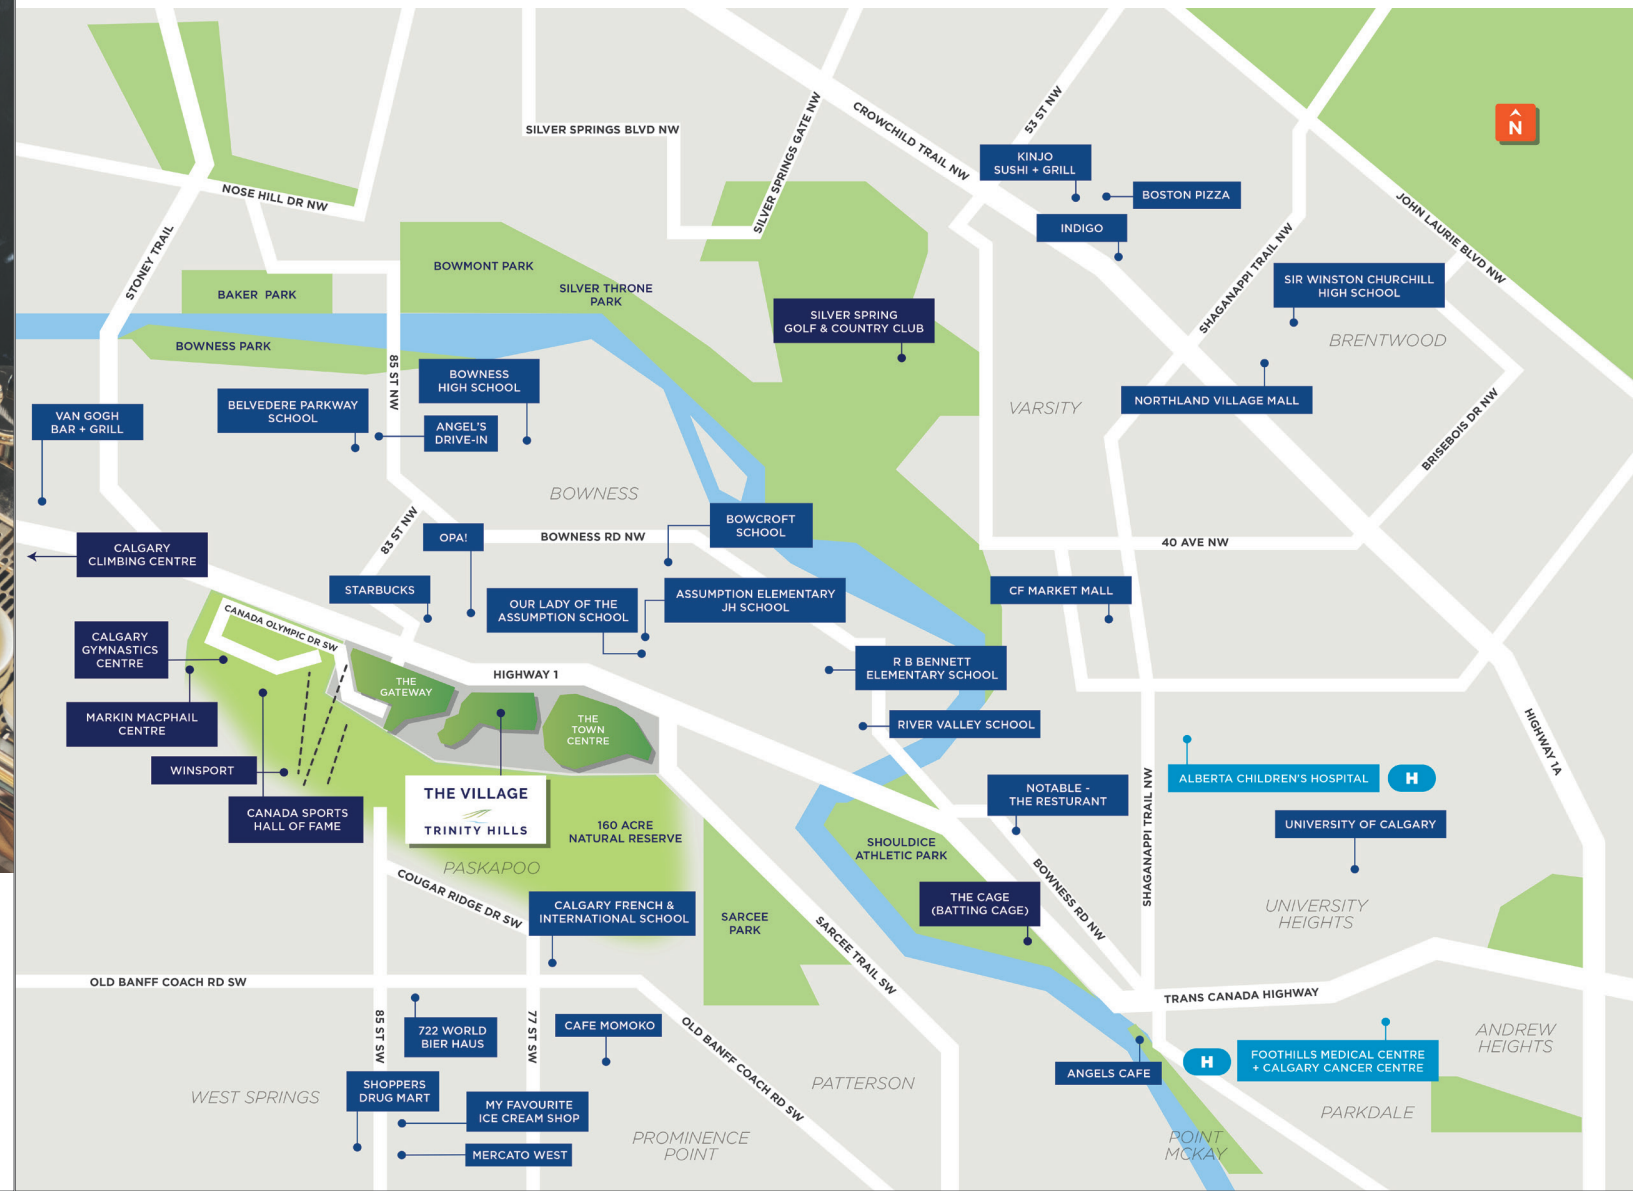 SILVER SPRINGS BLVD NW
SILVER SPRINGS GATE NW
CROWCHILD TRAIL NW
53 ST NW
N
KINJO
SUSHI + GRILL
BOSTON PIZZA
INDIGO
NOSE HILL DR NW
STONEY TRAIL
JOHN LAURIE BLVD NW
SHAGANAPPI TRAIL NW
BOWMONT PARK
BAKER PARK
SILVER THRONE
PARK
SIR WINSTON CHURCHILL
HIGH SCHOOL
BRENTWOOD
SILVER SPRING
GOLF & COUNTRY CLUB
BOWNESS PARK
85 ST NW
BOWNESS
HIGH SCHOOL
BELVEDERE PARKWAY
SCHOOL
ANGEL'S
DRIVE-IN
VAN GOGH
BAR + GRILL
VARSITY
NORTHLAND VILLAGE MALL
BRISEBOIS DR NW
BOWNESS
83 ST NW
OPA!
BOWNESS RD NW
BOWCROFT
SCHOOL
40 AVE NW
CALGARY
CLIMBING CENTRE
STARBUCKS
OUR LADY OF THE
ASSUMPTION SCHOOL
ASSUMPTION ELEMENTARY
JH SCHOOL
CF MARKET MALL
CANADA OLYMPIC DR SW
CALGARY
GYMNASTICS
CENTRE
HIGHWAY 1
THE
GATEWAY
R B BENNETT
ELEMENTARY SCHOOL
MARKIN MACPHAIL
CENTRE
THE
TOWN
CENTRE
RIVER VALLEY SCHOOL
HIGHWAY 1A
WINSPORT
ALBERTA CHILDREN'S HOSPITAL
H
THE VILLAGE
TRINITY HILLS
CANADA SPORTS
HALL OF FAME
160 ACRE
NATURAL RESERVE
NOTABLE -
THE RESTURANT
SHAGANAPPI TRAIL NW
UNIVERSITY OF CALGARY
SHOULDICE
ATHLETIC PARK
PASKAPOO
COUGAR RIDGE DR SW
CALGARY FRENCH &
INTERNATIONAL SCHOOL
SARCEE
PARK
SARCEE TRAIL SW
THE CAGE
(BATTING CAGE)
BOWNESS RD NW
UNIVERSITY
HEIGHTS
OLD BANFF COACH RD SW
TRANS CANADA HIGHWAY
85 ST SW
722 WORLD
BIER HAUS
77 ST SW
CAFE MOMOKO
OLD BANFF COACH RD SW
ANDREW
HEIGHTS
H
FOOTHILLS MEDICAL CENTRE
+ CALGARY CANCER CENTRE
ANGELS CAFE
PATTERSON
WEST SPRINGS
SHOPPERS
DRUG MART
MY FAVOURITE
ICE CREAM SHOP
MERCATO WEST
PROMINENCE
POINT
PARKDALE
POINT
MCKAY